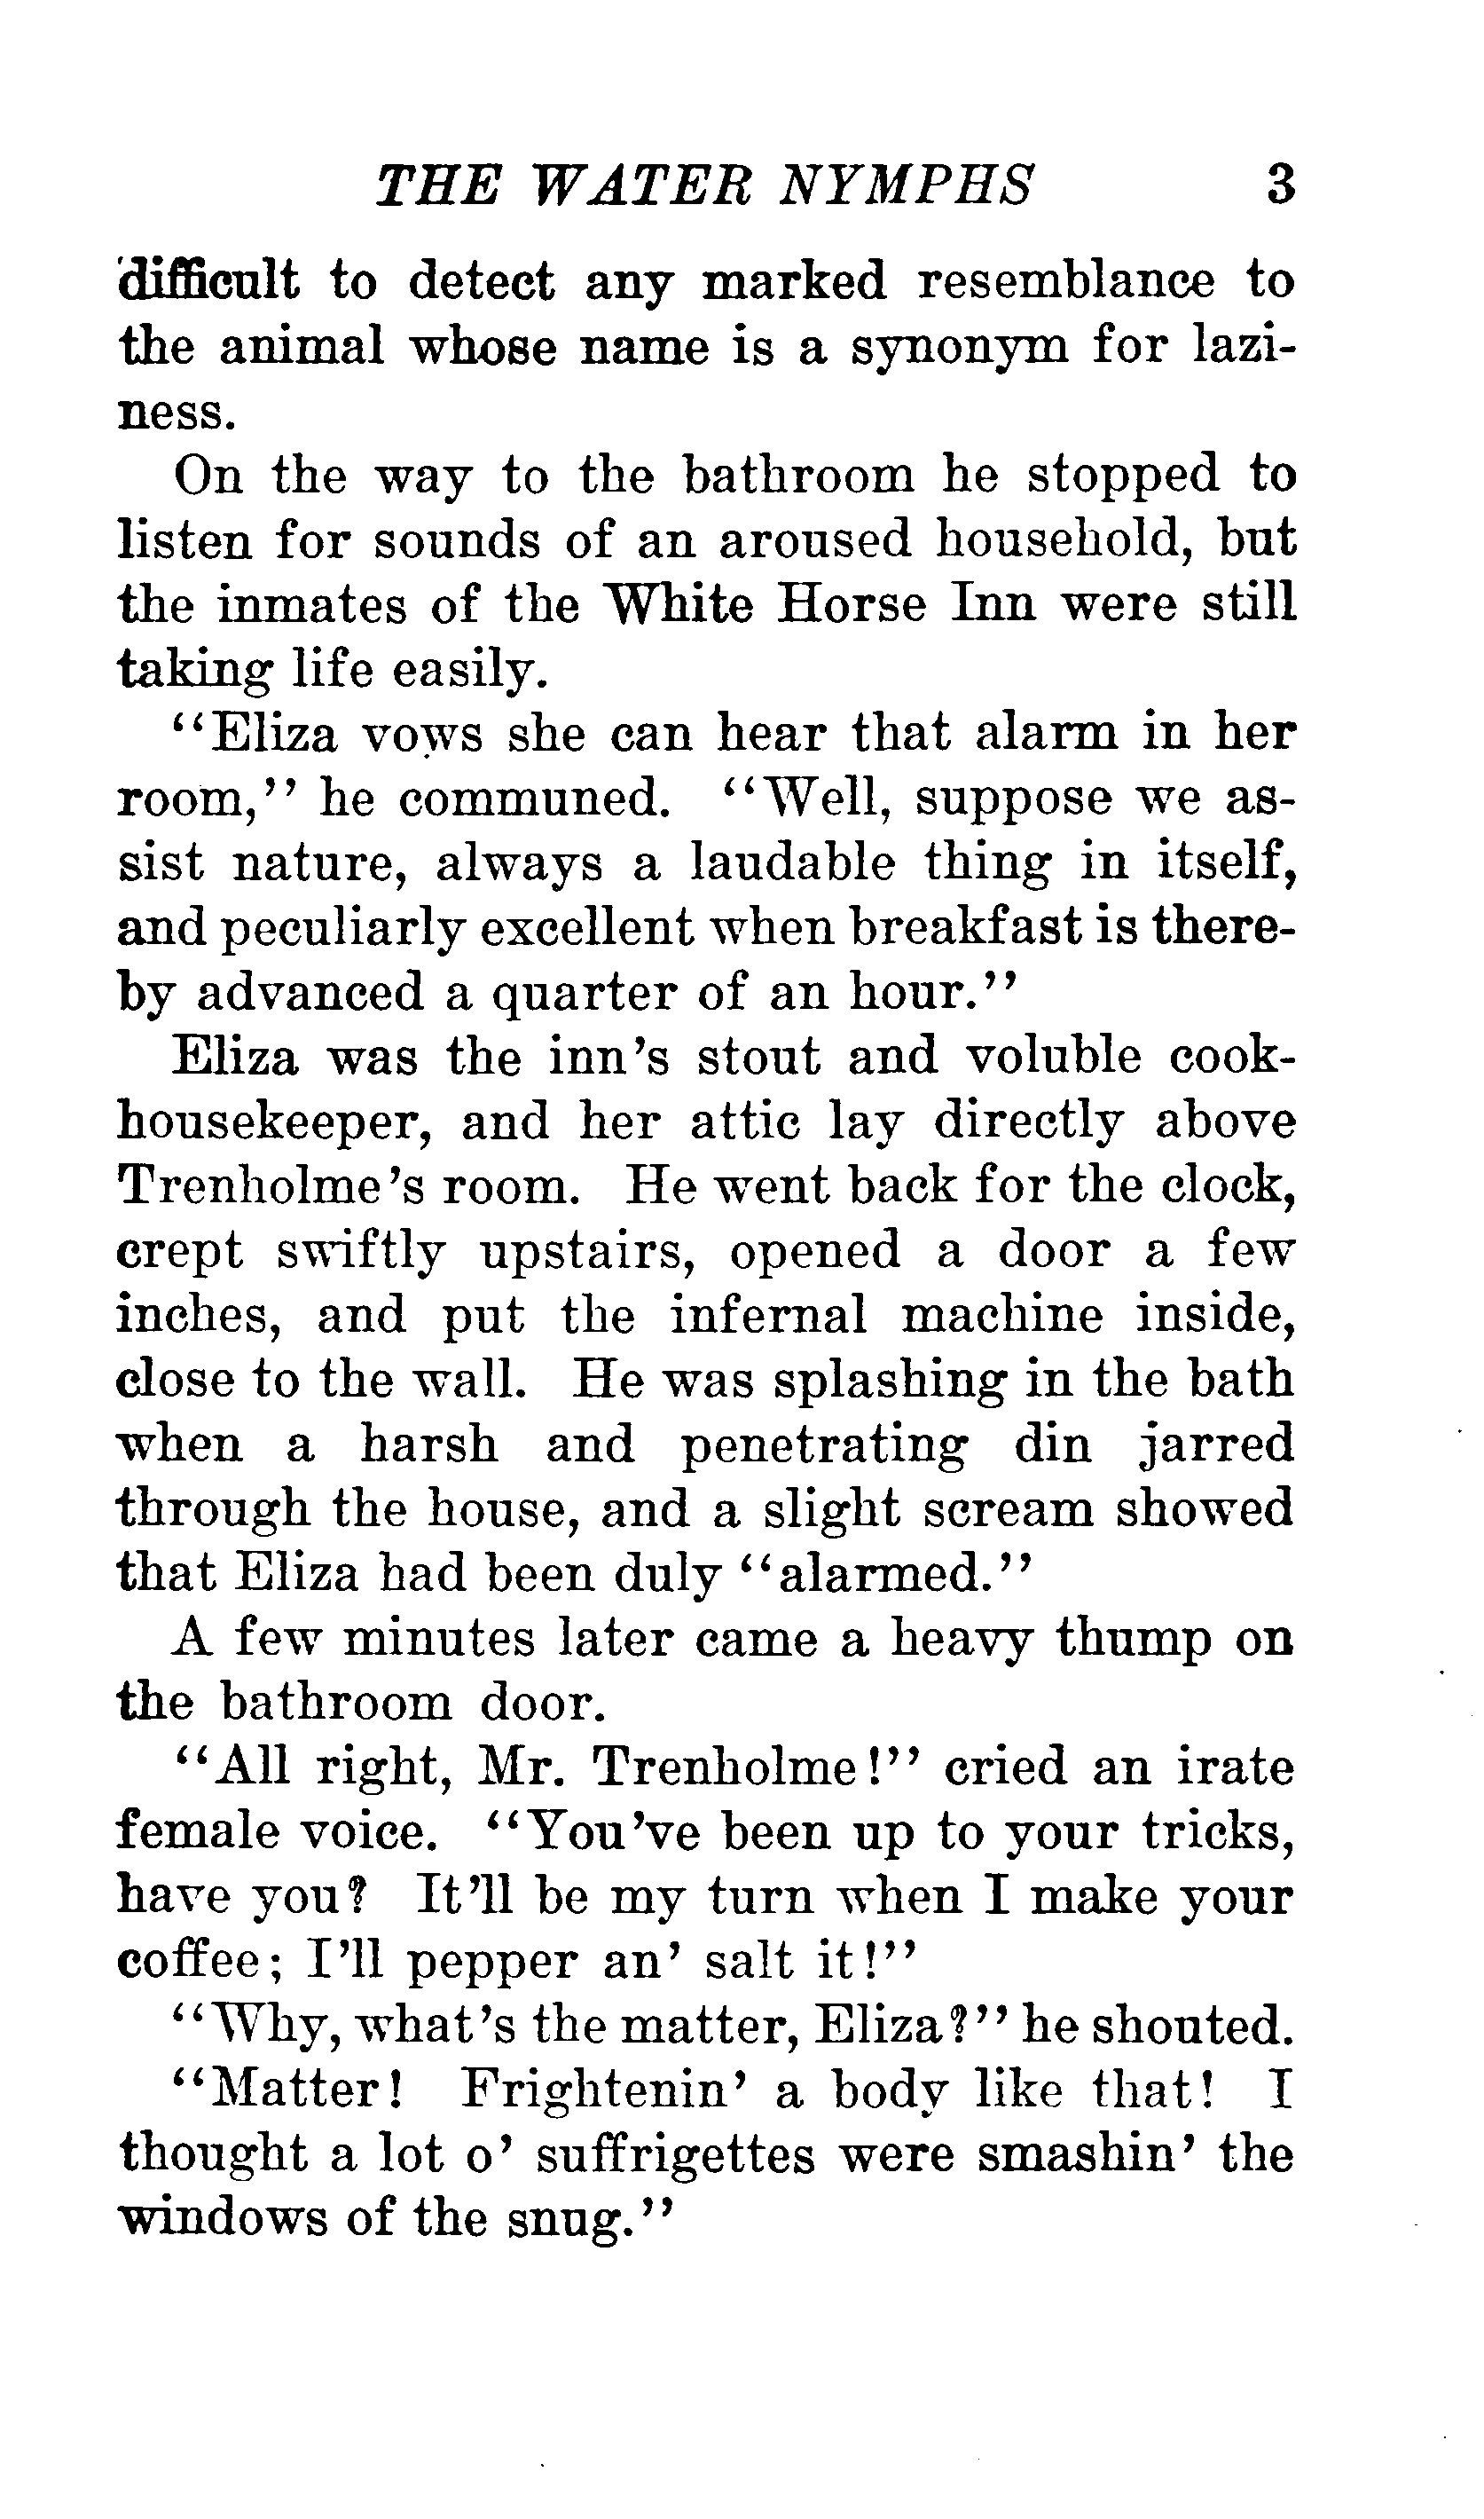 THE WATER NYMPHS 3
difficult to detect any marked resemblance to
the animal whose name is a synonym for lazi-
ness.
On the way to the bathroom he stopped to
listen for sounds of an aroused household, but
the inmates of the White Horse Inn were still
taking life easily.
"Eliza vows she can hear that alarm in her
room," he communed. "Well, suppose we as-
sist nature, always a laudable thing in itself,
and peculiarly excellent when breakfast is there-
by advanced a quarter of an hour."
Eliza was the inn's stout and voluble cook-
housekeeper, and her attic lay directly above
Trenholme's room. He went back for the clock,
crept swiftly upstairs, opened a door a few
inches, and put the infernal machine inside,
close to the wall. He was splashing in the bath
when a harsh and penetrating din jarred
through the house, and a slight scream showed
that Eliza had been duly "alarmed."
A few minutes later came a heavy thump on
the bathroom door.
"All right, Mr. Trenholme!" cried an irate
female voice. "You've been up to your tricks,
have you? It'll be my turn when I make your
coffee; I'll pepper an' salt it!"
"Why, what's the matter, Eliza?" he shouted.
"Matter! Frightenin' a body like that! I
thought a lot o' suffrigettes were smashin' the
windows of the snug."